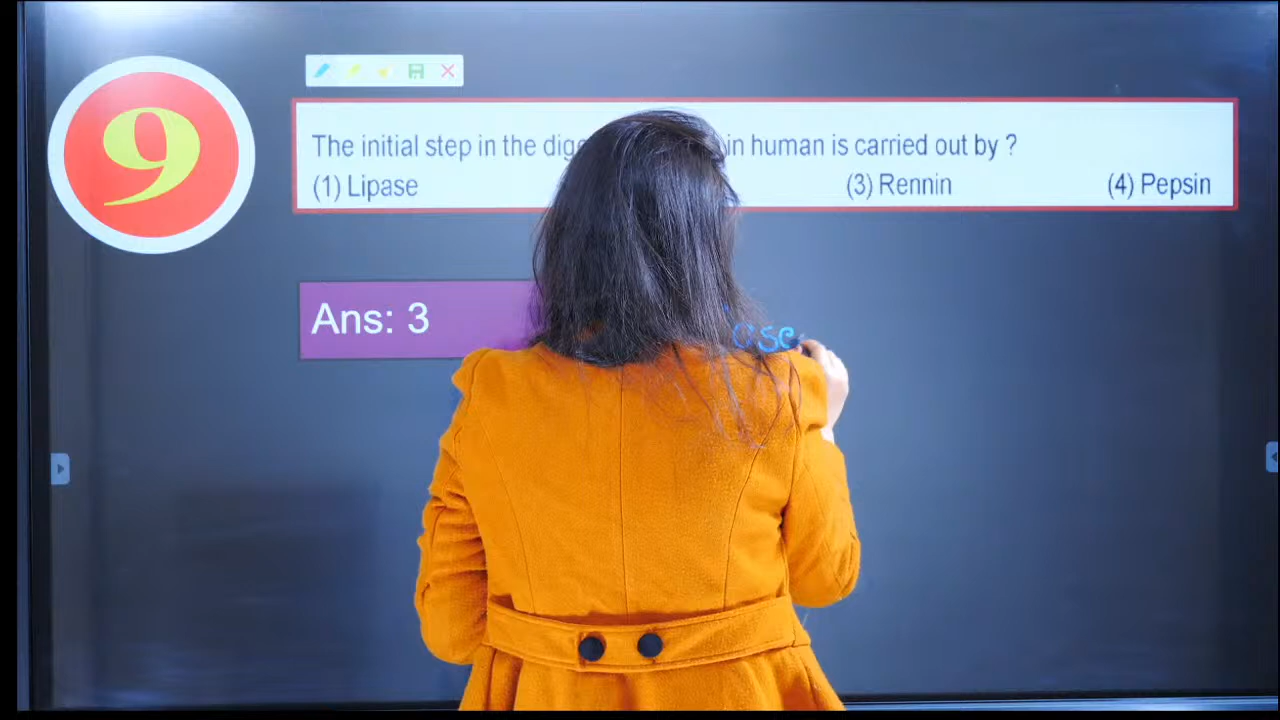 9
The initial step in the in human is carried out by ?
(1) Lipase (3) Rennin (4) Pepsin
Ans: 3